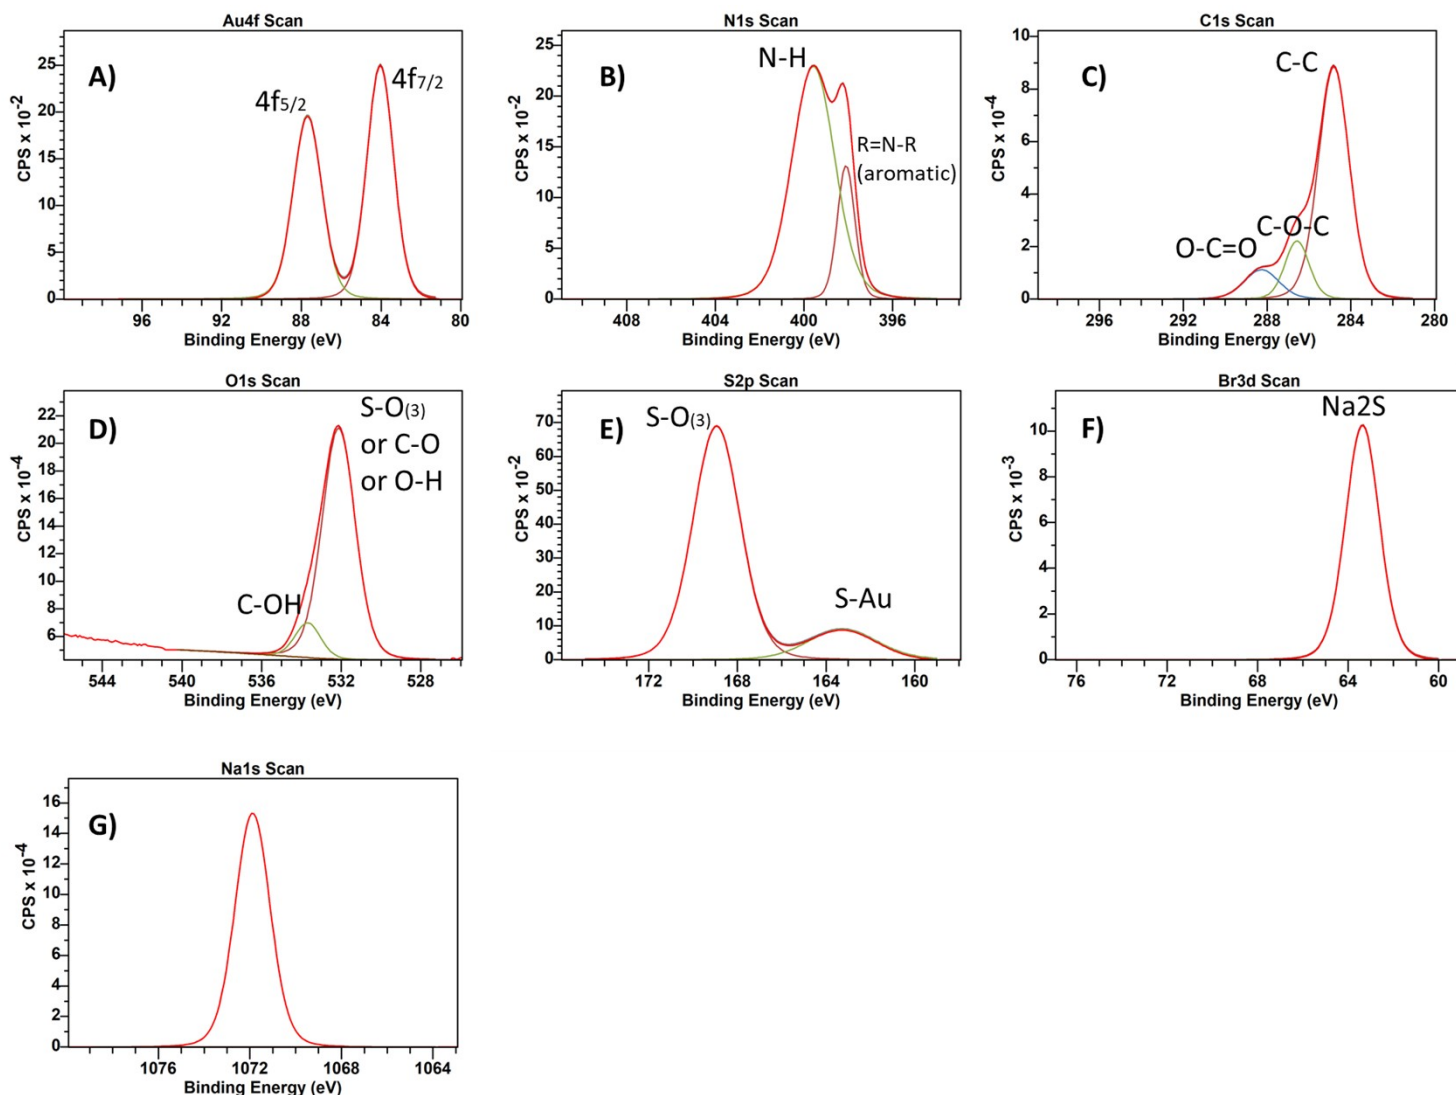 Au4f Scan
A)
4f5/2
4f7/2
CPS x 10-2
25
20
15
10
5
0
96 92 88 84 80
Binding Energy (eV)
N1s Scan
B)
N-H
R=N-R
(aromatic)
CPS x 10-2
25
20
15
10
5
0
408 404 400 396
Binding Energy (eV)
C1s Scan
C)
C-C
C-O-C
O-C=O
CPS x 10-4
10
8
6
4
2
0
296 292 288 284 280
Binding Energy (eV)
O1s Scan
D)
S-O(3)
or C-O
or O-H
C-OH
CPS x 10-4
22
20
18
16
14
12
10
8
6
544 540 536 532 528
Binding Energy (eV)
S2p Scan
E)
S-O(3)
S-Au
CPS x 10-2
70
60
50
40
30
20
10
0
172 168 164 160
Binding Energy (eV)
Br3d Scan
F)
Na2S
CPS x 10-3
10
8
6
4
2
0
76 72 68 64 60
Binding Energy (eV)
Na1s Scan
G)
CPS x 10-4
16
14
12
10
8
6
4
2
0
1076 1072 1068 1064
Binding Energy (eV)